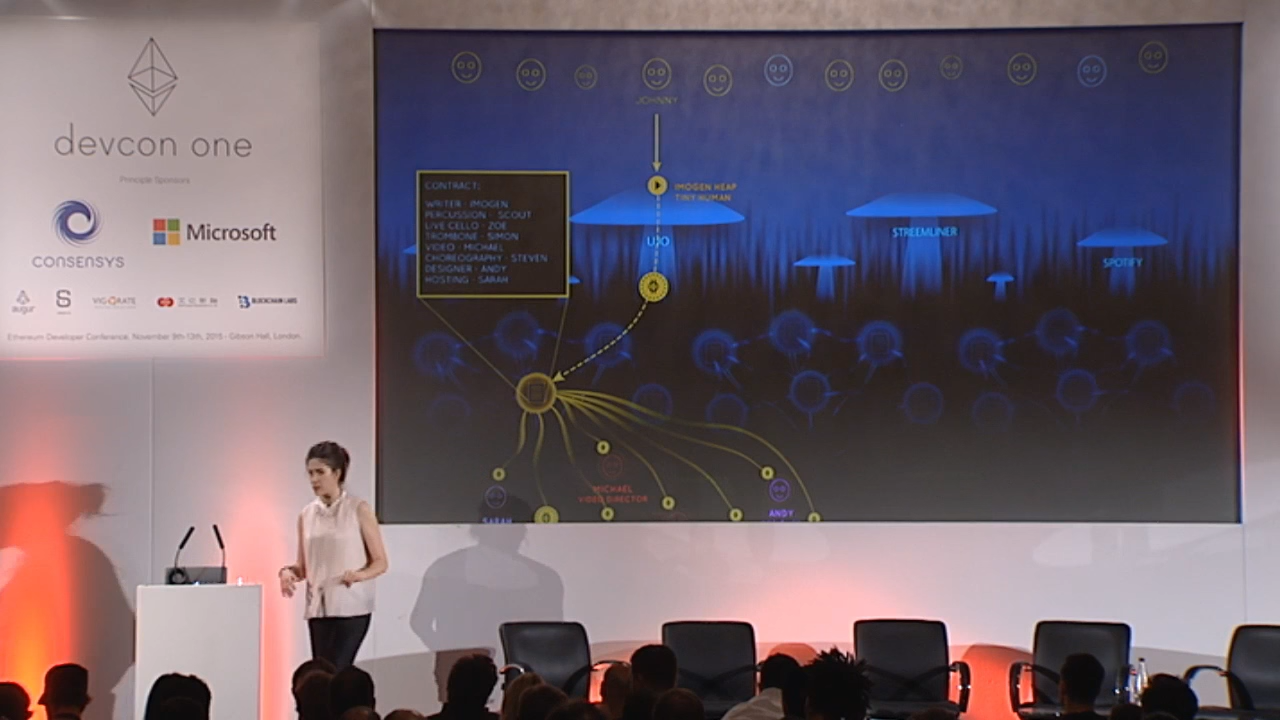 devcon one
Principle Sponsors
CONSENSYS
Microsoft
augur
VIGORATE
BLOCKCHAIN LABS
Ethereum Developer Conference, November 9th-13th, 2015 - Gibson Hall, London.
JOHNNY
CONTRACT:
WRITER - IMOGEN
PERCUSSION - SCOUT
LIVE CELLO - ZOE
TROMBONE - SIMON
VIDEO - MICHAEL
CHOREOGRAPHY - STEVEN
DESIGNER - ANDY
HOSTING - SARAH
IMOGEN HEAP
TINY HUMAN
UJO
STREEMLINER
SPOTIFY
MICHAEL
VIDEO DIRECTOR
SARAH
ANDY